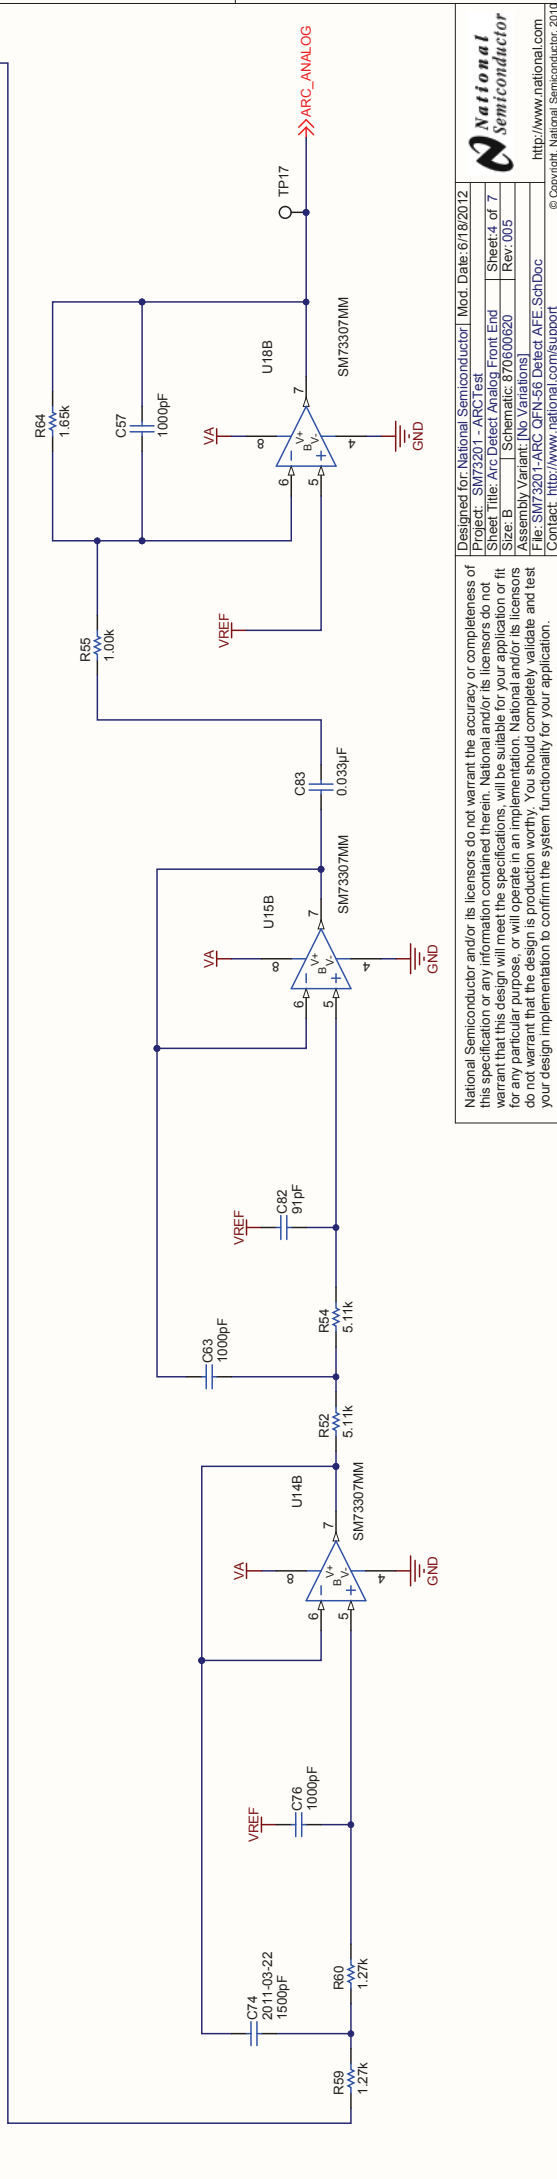 R59
1.27k
R60
1.27k
C74
2011-03-22
1500pF
VREF
C76
1000pF
6
5
V+
B
V-
8
4
7
VA
GND
U14B
SM73307MM
R52
5.11k
R54
5.11k
C63
1000pF
VREF
C82
91pF
6
5
V+
B
V-
8
4
7
VA
GND
U15B
SM73307MM
C83
0.033µF
R55
1.00k
VREF
R64
1.65k
C57
1000pF
6
5
V+
B
V-
8
4
7
VA
GND
U18B
SM73307MM
TP17
ARC_ANALOG
National Semiconductor and/or its licensors do not warrant the accuracy or completeness of
this specification or any information contained therein. National and/or its licensors do not
warrant that this design will meet the specifications, will be suitable for your application or fit
for any particular purpose, or will operate in an implementation. National and/or its licensors
do not warrant that the design is production worthy. You should completely validate and test
your design implementation to confirm the system functionality for your application.
Designed for: National Semiconductor Mod. Date: 6/18/2012
Project: SM73201 - ARCTest
Sheet Title: Arc Detect Analog Front End Sheet:4 of 7
Size: B Schematic: 870600620 Rev: 005
Assembly Variant: [No Variations]
File: SM73201-ARC QFN-56 Detect AFE.SchDoc
Contact: http://www.national.com/support
National
Semiconductor
http://www.national.com
© Copyright, National Semiconductor, 2010